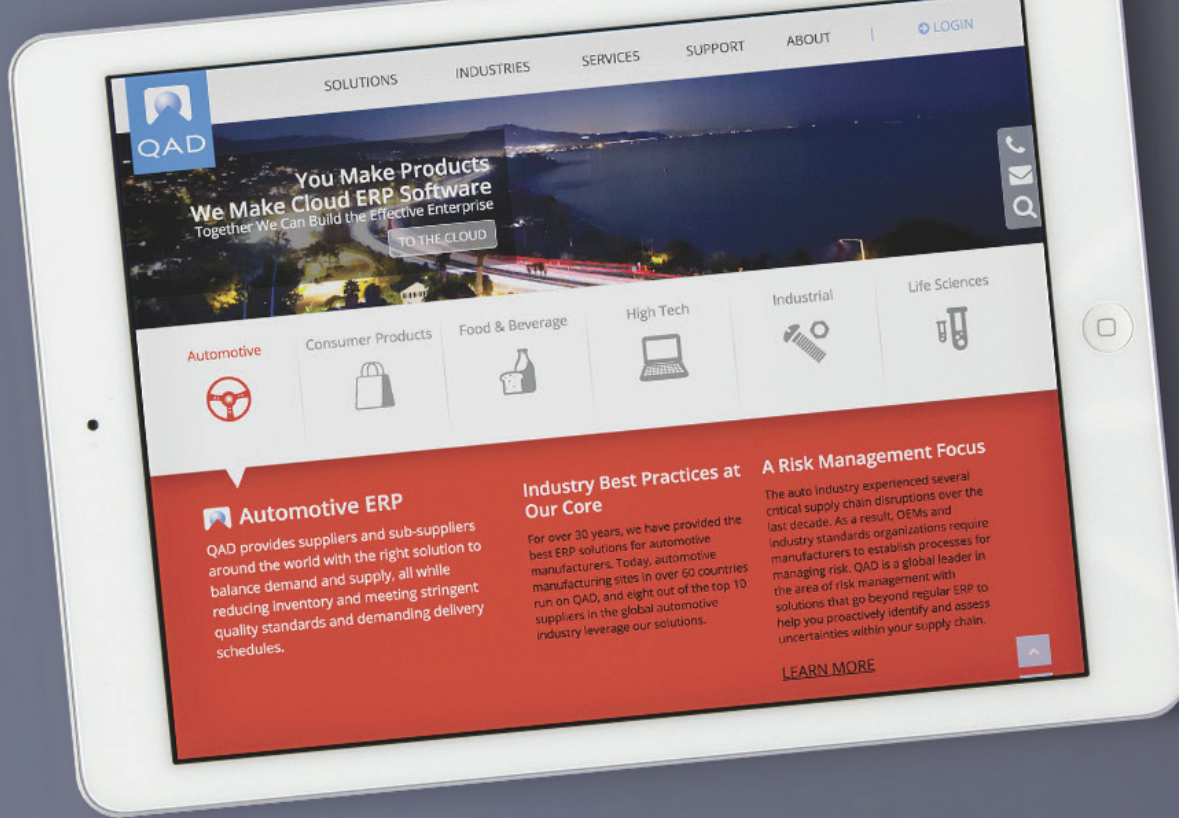 SOLUTIONS
INDUSTRIES
SERVICES
SUPPORT
ABOUT
LOGIN
QAD
You Make Products
We Make Cloud ERP Software
Together We Can Build the Effective Enterprise
TO THE CLOUD
Automotive
Consumer Products
Food & Beverage
High Tech
Industrial
Life Sciences
Automotive ERP
QAD provides suppliers and sub-suppliers
around the world with the right solution to
balance demand and supply, all while
reducing inventory and meeting stringent
quality standards and demanding delivery
schedules.
Industry Best Practices at
Our Core
For over 30 years, we have provided the
best ERP solutions for automotive
manufacturers. Today, automotive
manufacturing sites in over 60 countries
run on QAD, and eight out of the top 10
suppliers in the global automotive
industry leverage our solutions.
A Risk Management Focus
The auto industry experienced several
critical supply chain disruptions over the
last decade. As a result, OEMs and
industry standards organizations require
manufacturers to establish processes for
managing risk. QAD is a global leader in
the area of risk management with
solutions that go beyond regular ERP to
help you proactively identify and assess
uncertainties within your supply chain.
LEARN MORE